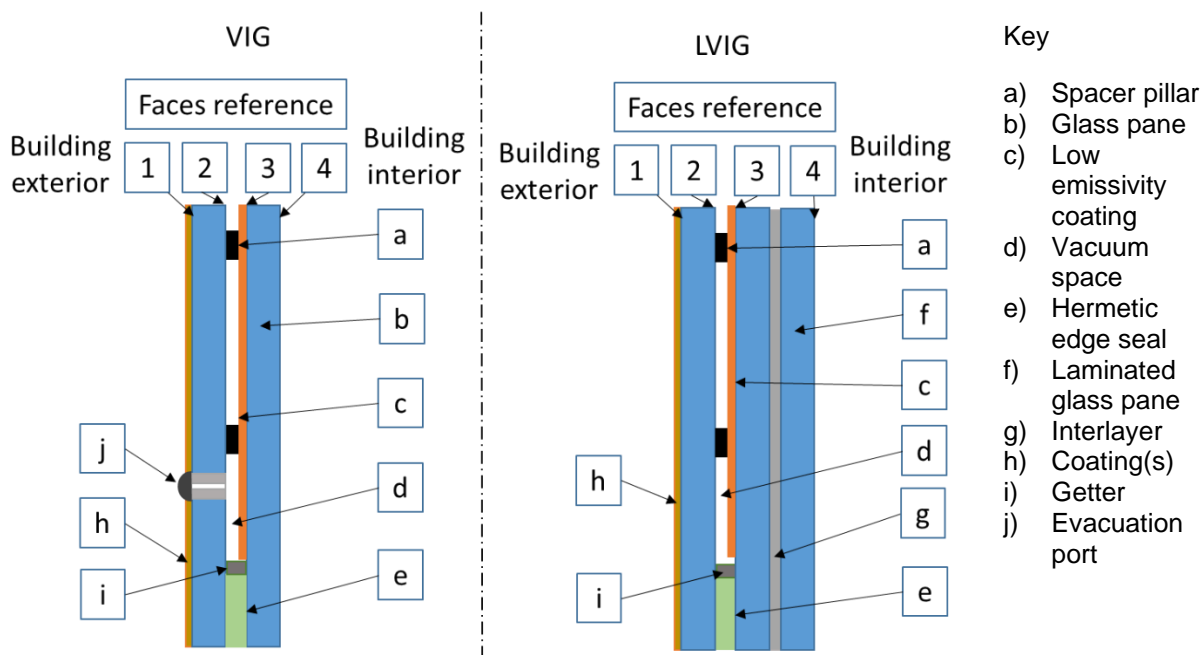 VIG
Faces reference
Building
exterior
Building
interior
1
2
3
4
a
b
c
j
d
h
i
e
LVIG
Faces reference
Building
exterior
Building
interior
1
2
3
4
a
f
c
h
d
g
i
e
Key
a) Spacer pillar
b) Glass pane
c) Low
emissivity
coating
d) Vacuum
space
e) Hermetic
edge seal
f) Laminated
glass pane
g) Interlayer
h) Coating(s)
i) Getter
j) Evacuation
port